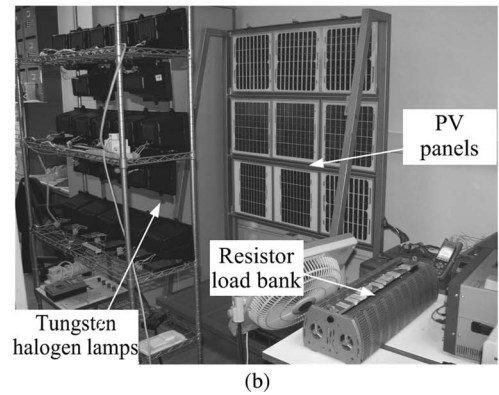 PV
panels
Resistor
load bank
Tungsten
halogen lamps
(b)